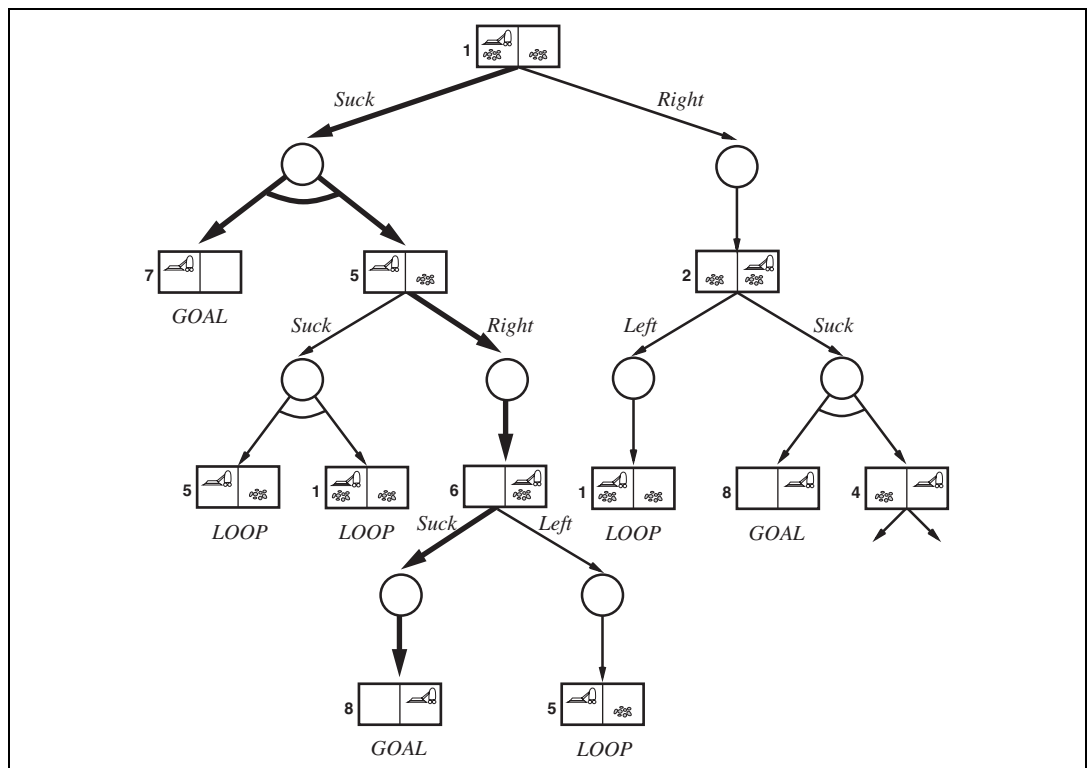 1
Suck Right
7 5 2
GOAL
Suck Right Left Suck
5 1 6 1 8 4
LOOP LOOP LOOP GOAL
Suck Left
8 5
GOAL LOOP